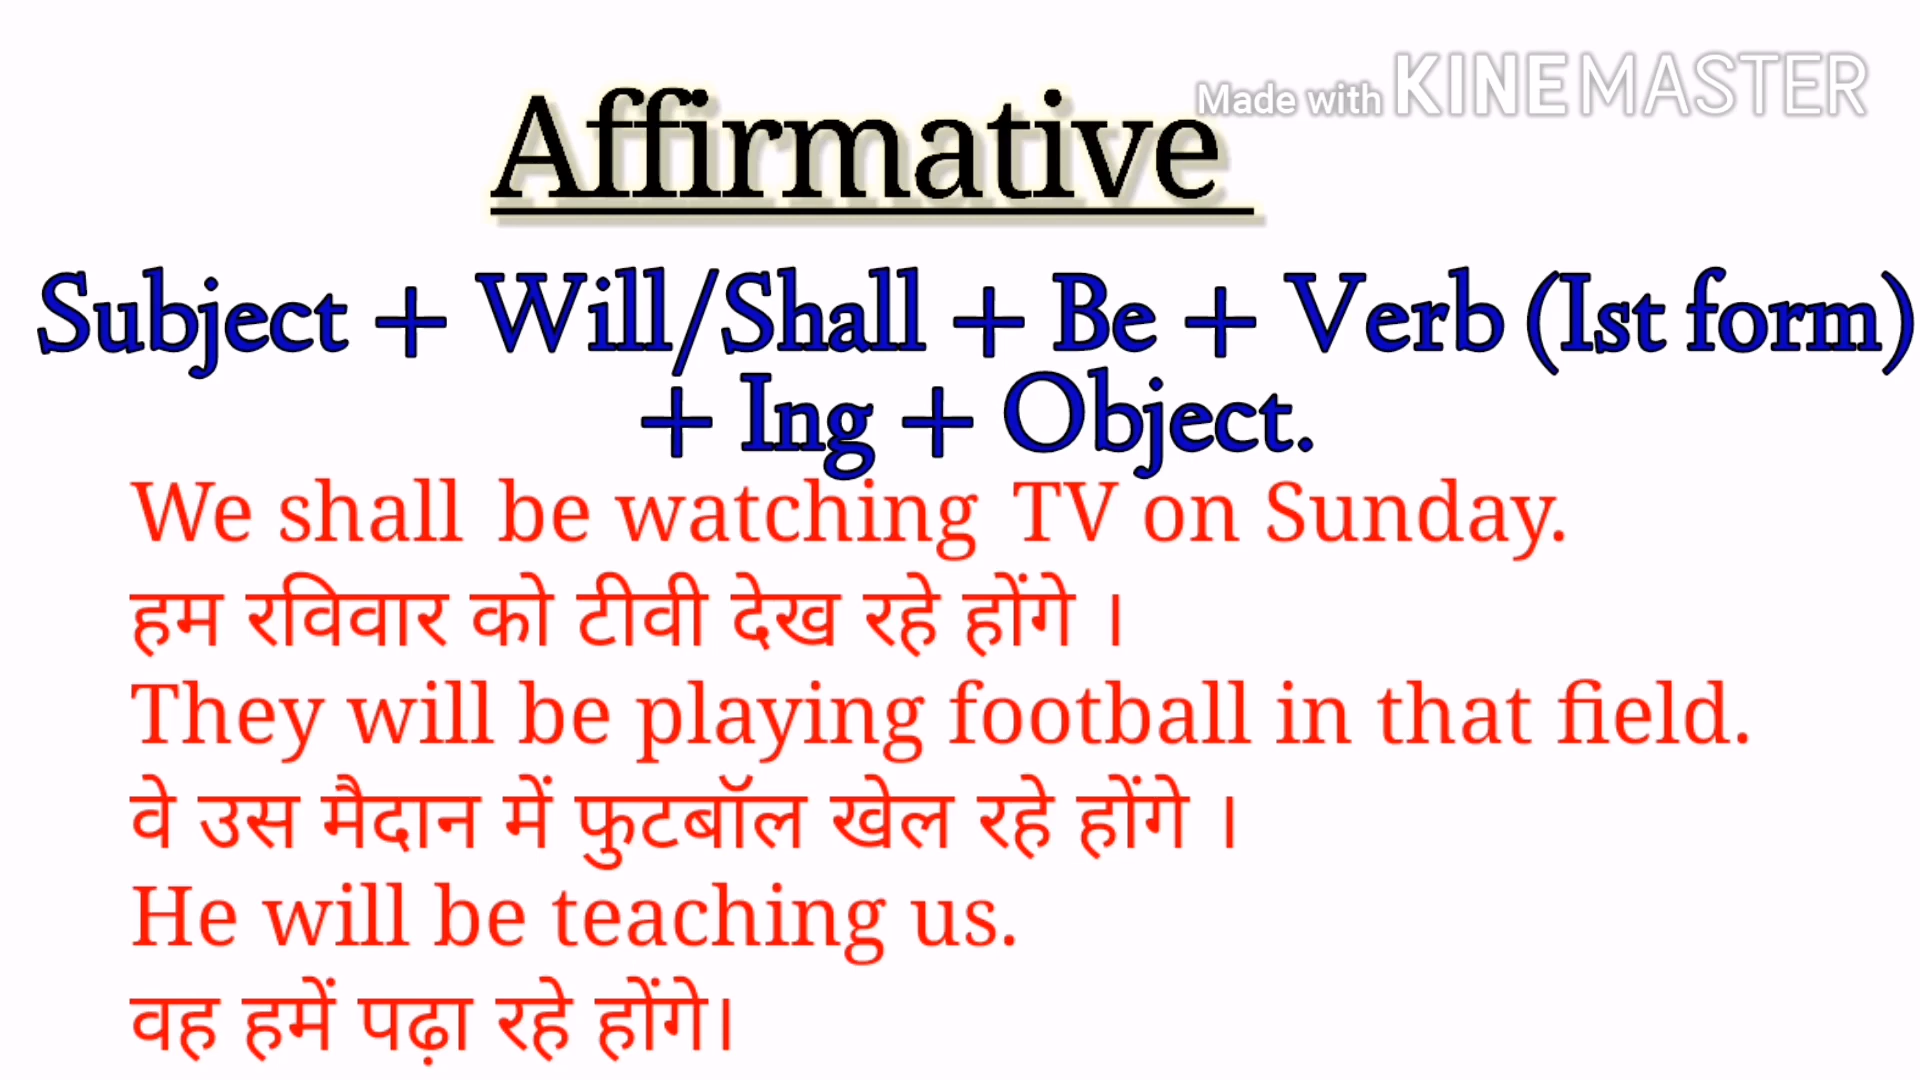 Made with KINEMASTER
Affirmative
Subject + Will/Shall + Be + Verb (Ist form)
+ Ing + Object.
We shall be watching TV on Sunday.
हम रविवार को टीवी देख रहे होंगे ।
They will be playing football in that field.
वे उस मैदान में फुटबॉल खेल रहे होंगे ।
He will be teaching us.
वह हमें पढ़ा रहे होंगे।